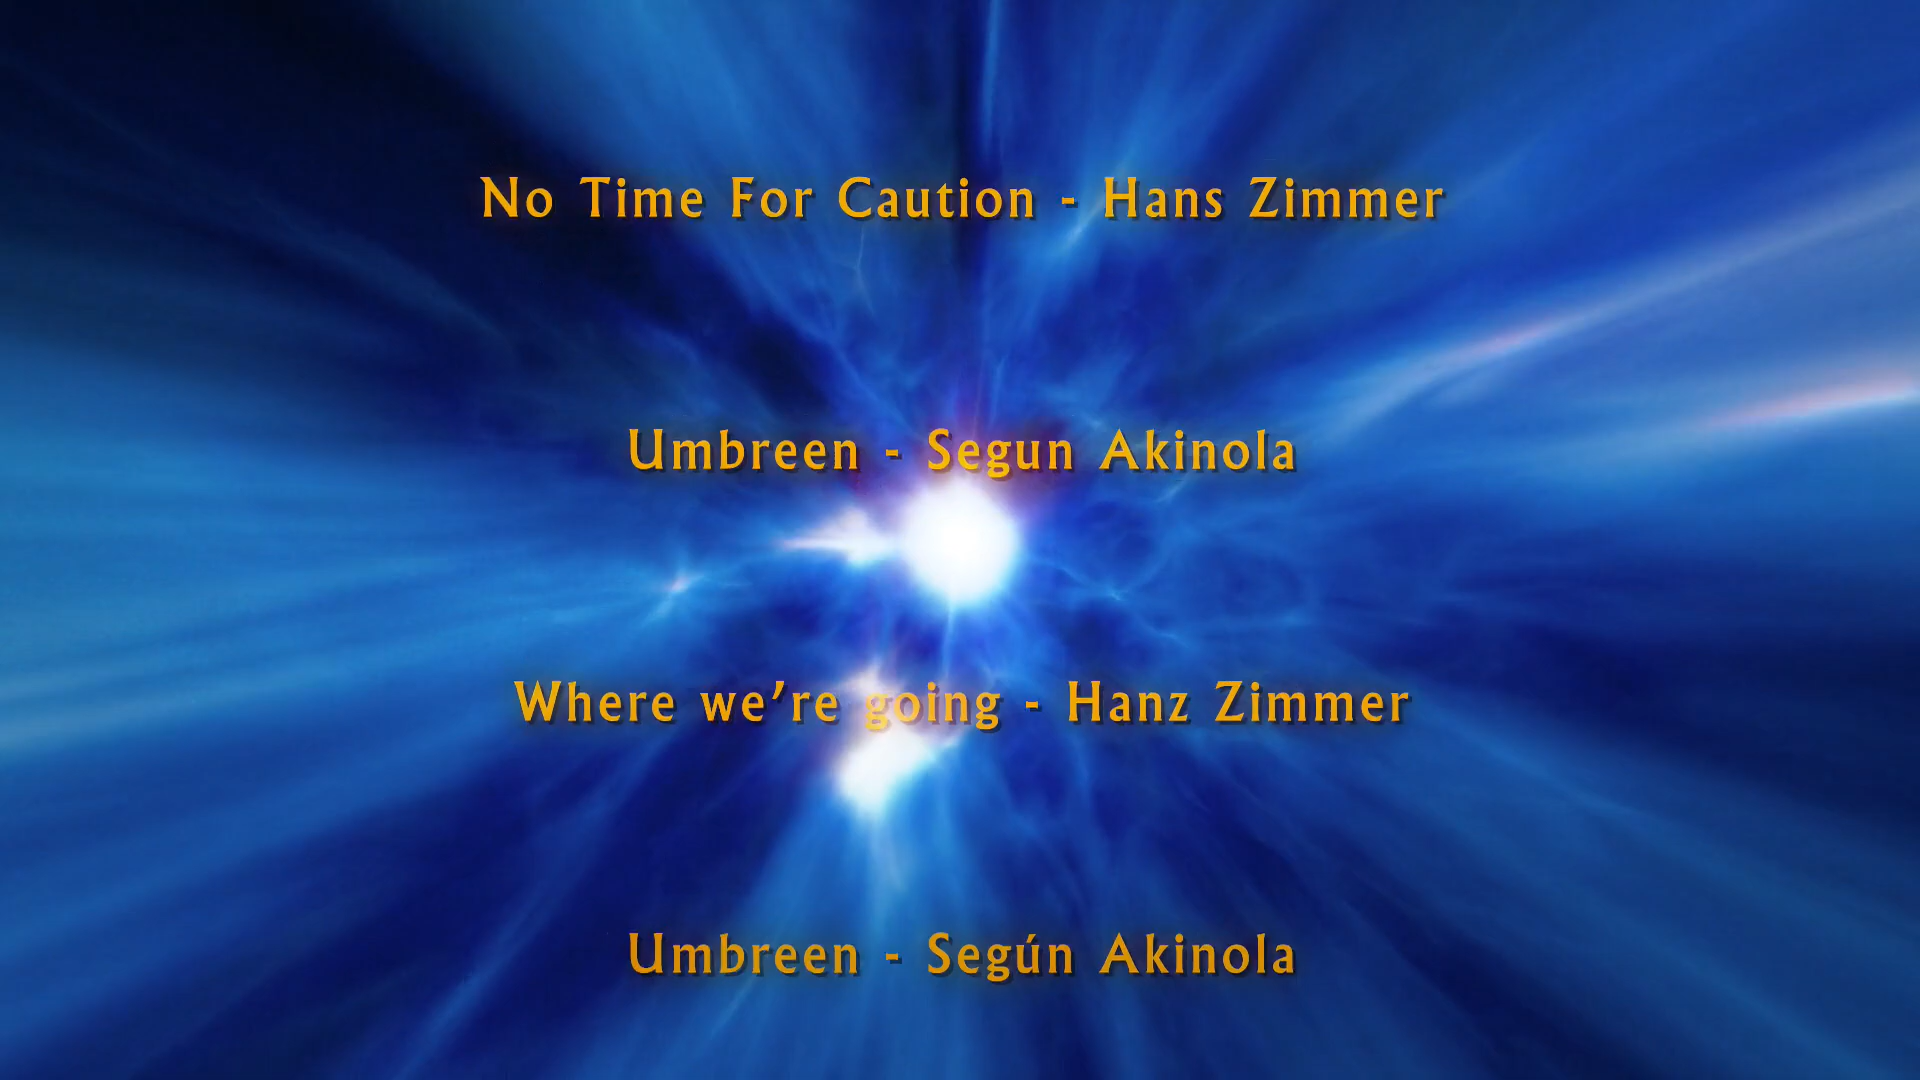 No Time For Caution - Hans Zimmer
Umbreen - Segun Akinola
Where we’re going - Hanz Zimmer
Umbreen - Según Akinola